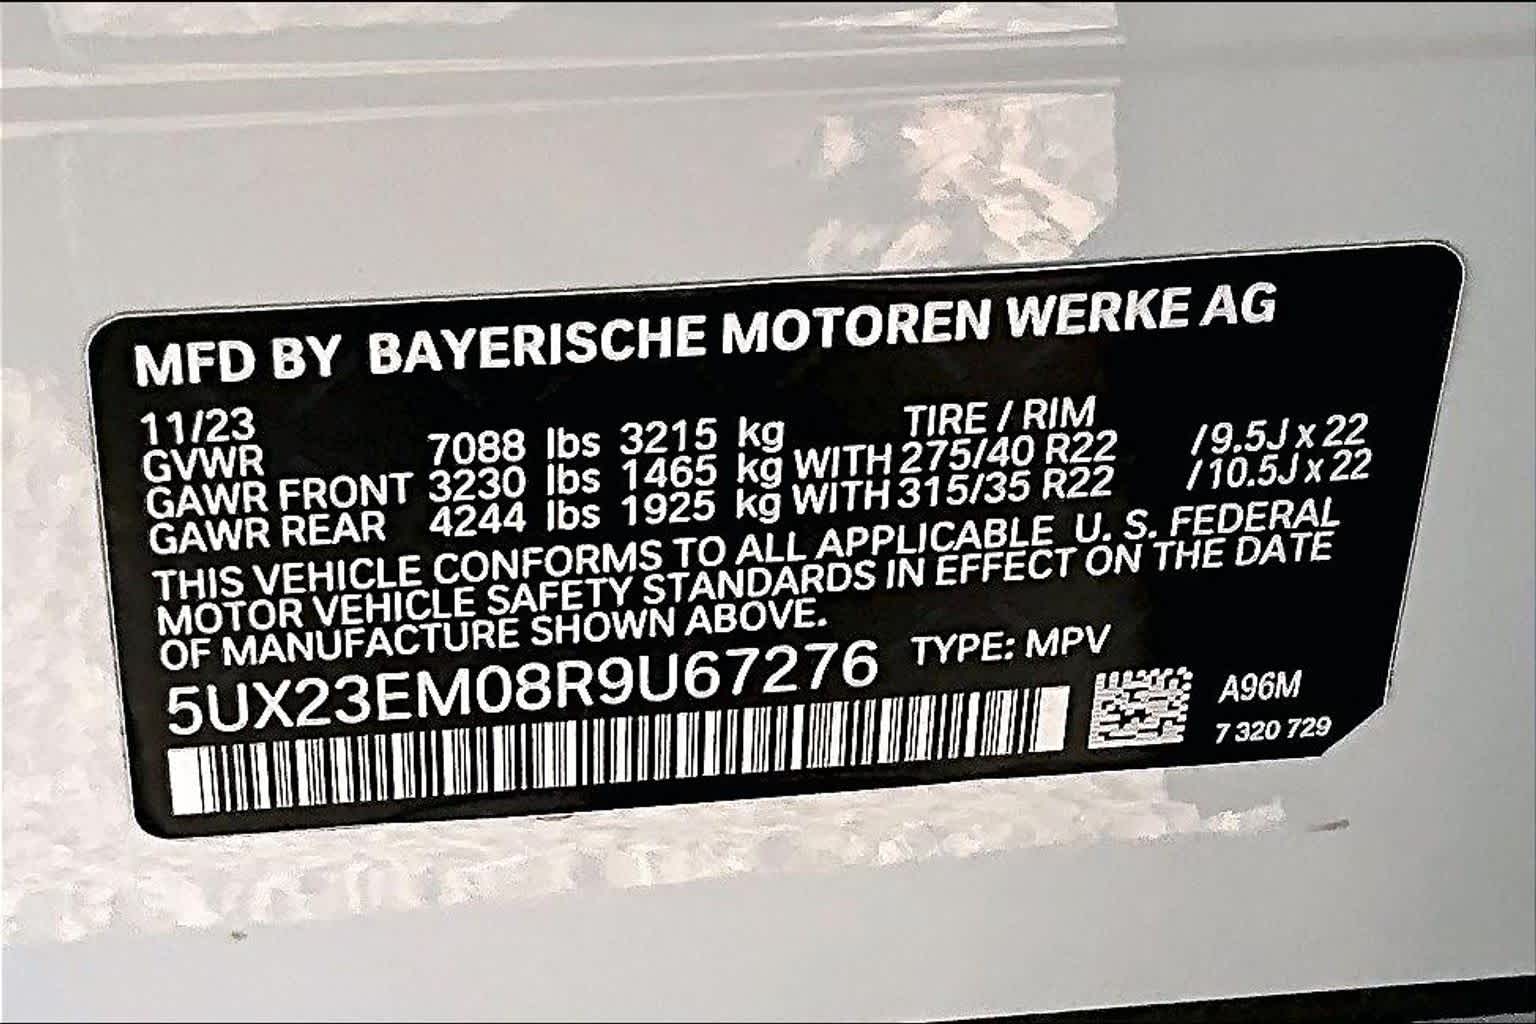 MFD BY BAYERISCHE MOTOREN WERKE AG
11/23 TIRE / RIM
GVWR 7088 lbs 3215 kg
GAWR FRONT 3230 lbs 1465 kg WITH 275/40 R22 /9.5J x 22
GAWR REAR 4244 lbs 1925 kg WITH 315/35 R22 /10.5J x 22
THIS VEHICLE CONFORMS TO ALL APPLICABLE U. S. FEDERAL
MOTOR VEHICLE SAFETY STANDARDS IN EFFECT ON THE DATE
OF MANUFACTURE SHOWN ABOVE.
5UX23EM08R9U67276 TYPE: MPV
A96M
7 320 729